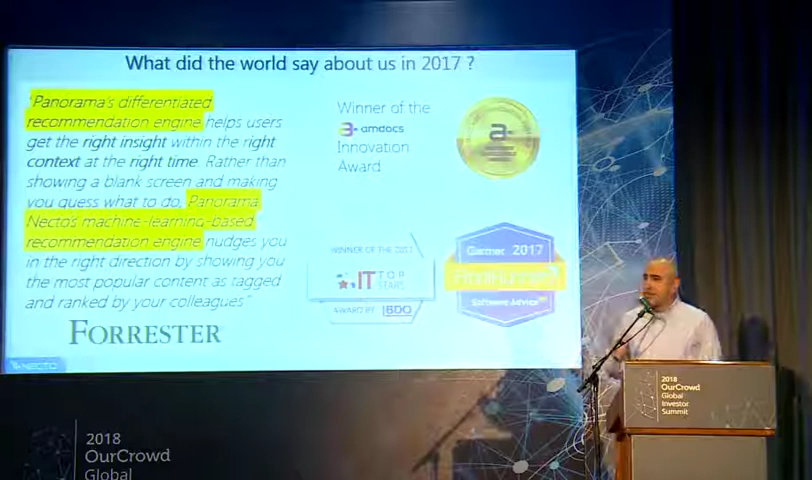 What did the world say about us in 2017 ?
"Panorama's differentiated
recommendation engine helps users
get the right insight within the right
context at the right time. Rather than
showing a blank screen and making
you guess what to do, Panorama
Necto's machine-learning-based
recommendation engine nudges you
in the right direction by showing you
the most popular content as tagged
and ranked by your colleagues"
FORRESTER
NECTO
Winner of the
amdocs
Innovation
Award
a
WINNER OF THE 2017
IT TOP
STARS
AWARD BY BDO
Gartner 2017
FrontRunners
Software Advice
2018
OurCrowd
Global
Investor
Summit
2018
OurCrowd
Global